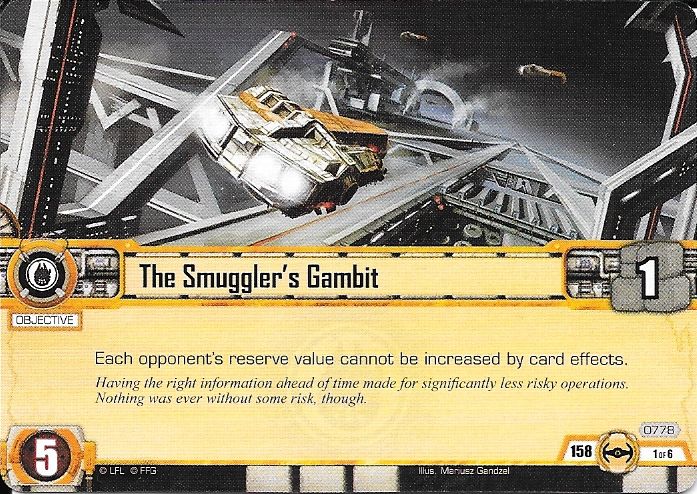 The Smuggler's Gambit
1
OBJECTIVE
Each opponent's reserve value cannot be increased by card effects.
Having the right information ahead of time made for significantly less risky operations.
Nothing was ever without some risk, though.
0778
5
158
1 OF 6
© LFL © FFG
Illus. Mariusz Gandzel